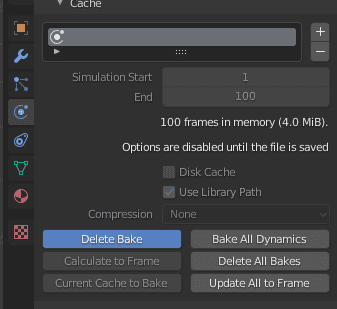 Cache
Simulation Start 1
End 100
100 frames in memory (4.0 MiB).
Options are disabled until the file is saved
Disk Cache
Use Library Path
Compression None
Delete Bake Bake All Dynamics
Calculate to Frame Delete All Bakes
Current Cache to Bake Update All to Frame